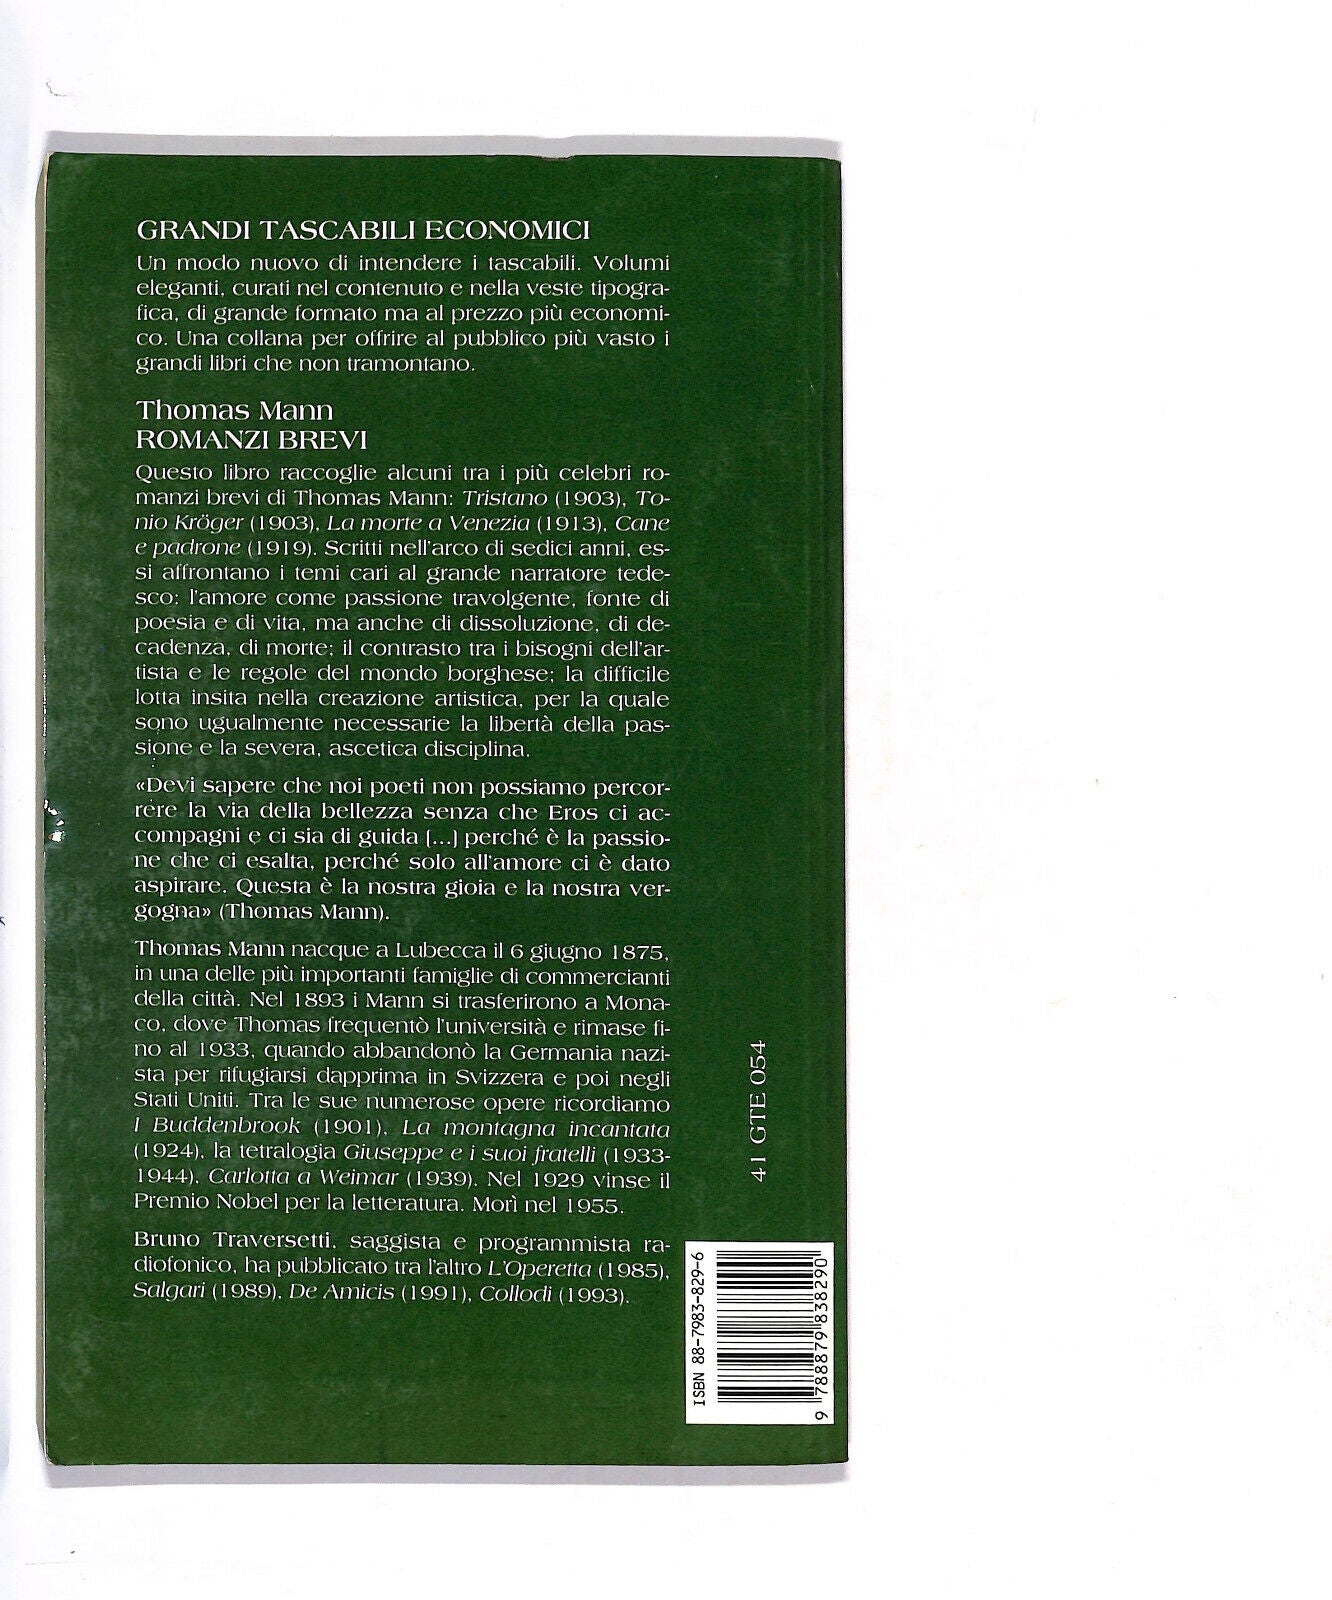 GRANDI TASCABILI ECONOMICI
Un modo nuovo di intendere i tascabili. Volumi
eleganti, curati nel contenuto e nella veste tipogra-
fica, di grande formato ma al prezzo più economi-
co. Una collana per offrire al pubblico più vasto i
grandi libri che non tramontano.
Thomas Mann
ROMANZI BREVI
Questo libro raccoglie alcuni tra i più celebri ro-
manzi brevi di Thomas Mann: Tristano (1903), To-
nio Kröger (1903), La morte a Venezia (1913), Cane
e padrone (1919). Scritti nell'arco di sedici anni, es-
si affrontano i temi cari al grande narratore tede-
sco: l'amore come passione travolgente, fonte di
poesia e di vita, ma anche di dissoluzione, di de-
cadenza, di morte; il contrasto tra i bisogni dell'ar-
tista e le regole del mondo borghese; la difficile
lotta insita nella creazione artistica, per la quale
sono ugualmente necessarie la libertà della pas-
sione e la severa, ascetica disciplina.
«Devi sapere che noi poeti non possiamo percor-
rere la via della bellezza senza che Eros ci ac-
compagni e ci sia di guida [...] perché è la passio-
ne che ci esalta, perché solo all'amore ci è dato
aspirare. Questa è la nostra gioia e la nostra ver-
gogna» (Thomas Mann).
Thomas Mann nacque a Lubecca il 6 giugno 1875,
in una delle più importanti famiglie di commercianti
della città. Nel 1893 i Mann si trasferirono a Mona-
co, dove Thomas frequentò l'università e rimase fi-
no al 1933, quando abbandonò la Germania nazi-
sta per rifugiarsi dapprima in Svizzera e poi negli
Stati Uniti. Tra le sue numerose opere ricordiamo
I Buddenbrook (1901), La montagna incantata
(1924), la tetralogia Giuseppe e i suoi fratelli (1933-
1944), Carlotta a Weimar (1939). Nel 1929 vinse il
Premio Nobel per la letteratura. Morì nel 1955.
Bruno Traversetti, saggista e programmista ra-
diofonico, ha pubblicato tra l'altro L'Operetta (1985),
Salgari (1989), De Amicis (1991), Collodi (1993).
41 GTE 054
ISBN 88-7983-829-6
9 788879 838290